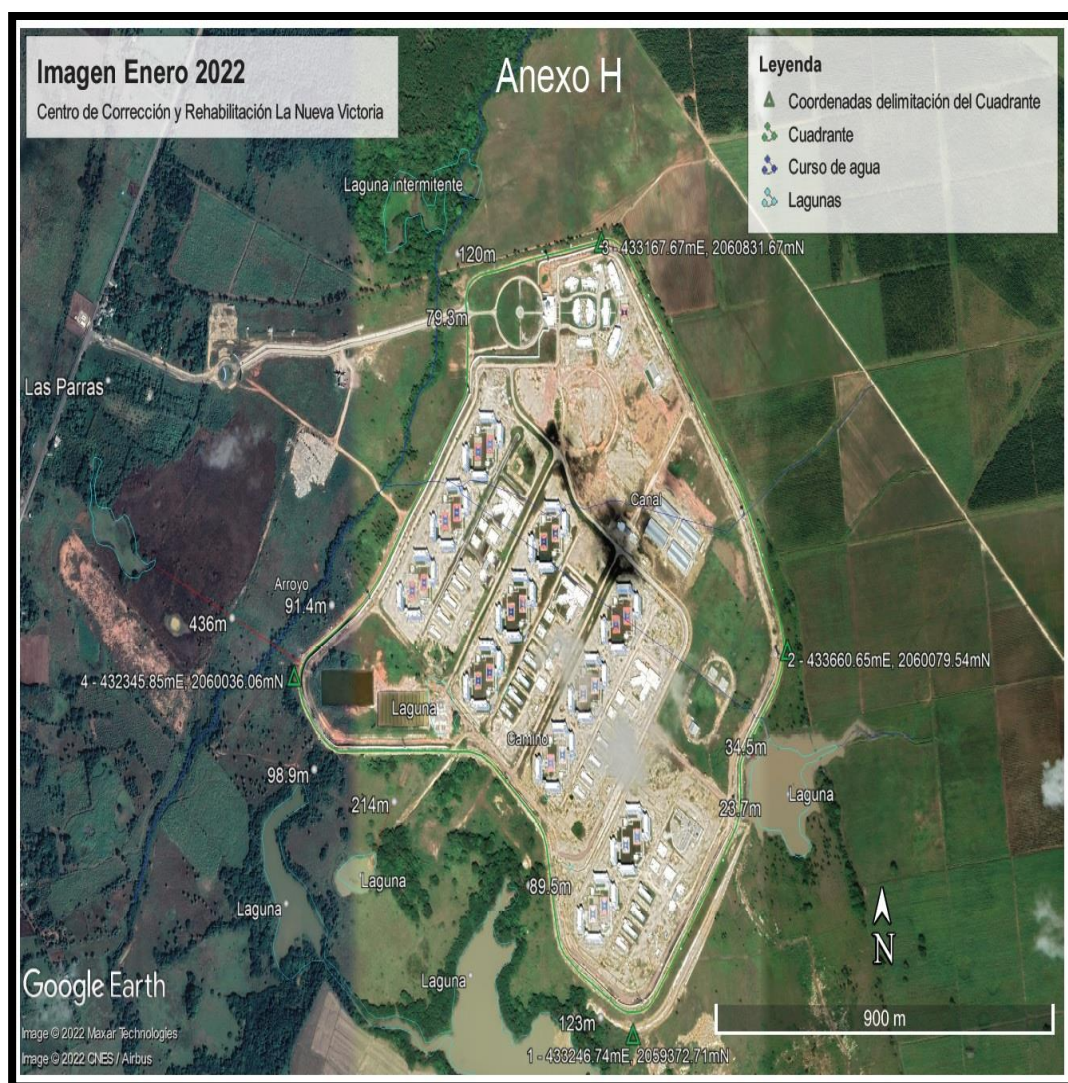 Imagen Enero 2022
Centro de Corrección y Rehabilitación La Nueva Victoria
Anexo H
Leyenda
Coordenadas delimitación del Cuadrante
Cuadrante
Curso de agua
Lagunas
Laguna intermitente
120m
3 - 433167.67mE, 2060831.67mN
79.3m
Las Parras
Canal
Arroyo
91.4m
436m
2 - 433660.65mE, 2060079.54mN
4 - 432345.85mE, 2060036.06mN
Laguna
Camino
34.5m
98.9m
214m
23.7m
Laguna
89.5m
Laguna
Laguna
Laguna
N
Google Earth
900 m
123m
Image © 2022 Maxar Technologies
Image © 2022 CNES / Airbus
1 - 433246.74mE, 2059372.71mN